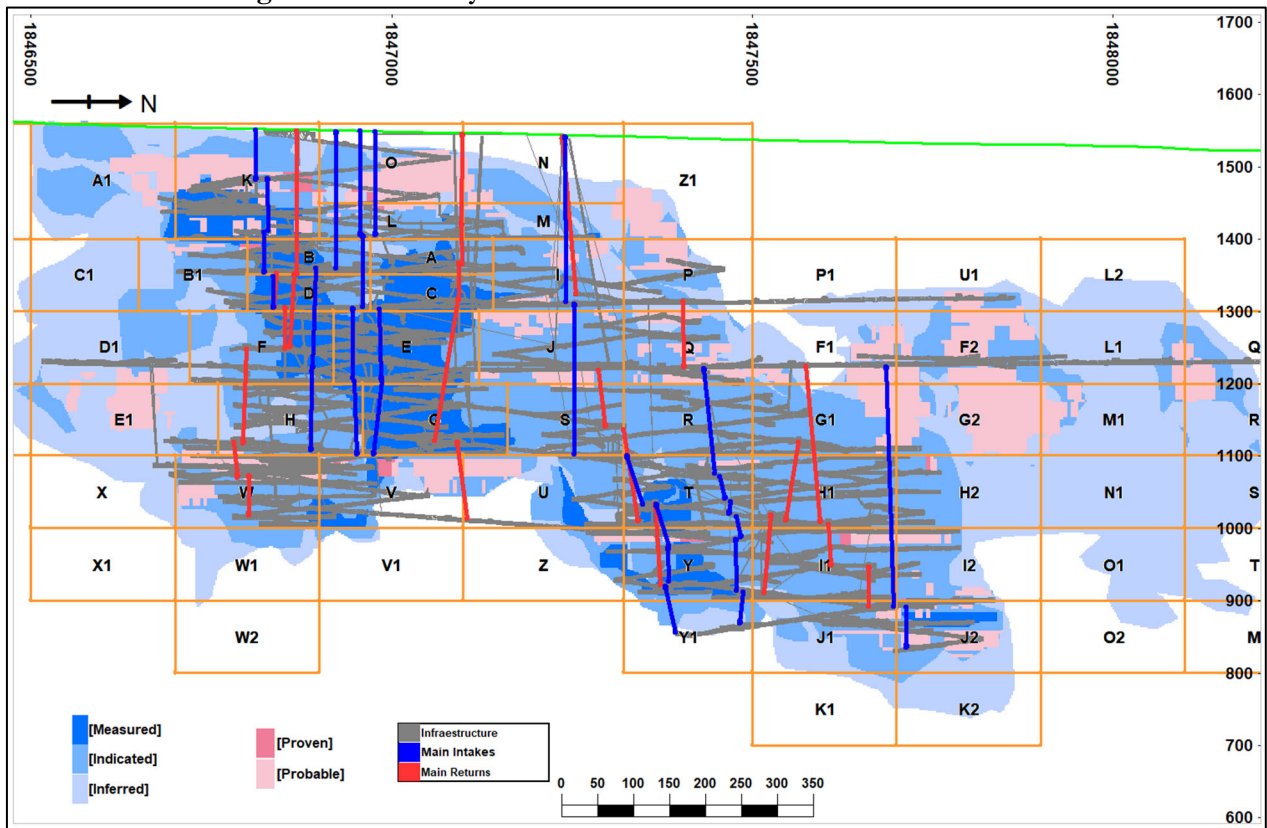 1846500 1847000 1847500 1848000
1700
1600
N
1500
A1 K O N Z1
L M
1400
C1 B1 B A I P P1 U1 L2
D C
1300
D1 F E J Q F1 F2 L1 Q
1200
E1 H G S R G1 G2 M1 R
1100
X W V U T H1 H2 N1 S
1000
X1 W1 V1 Z Y I1 I2 O1 T
900
W2 Y1 J1 J2 O2 M
800
K1 K2
700
600
[Measured]
[Indicated]
[Inferred]
[Proven]
[Probable]
Infraestructure
Main Intakes
Main Returns
0 50 100 150 200 250 300 350